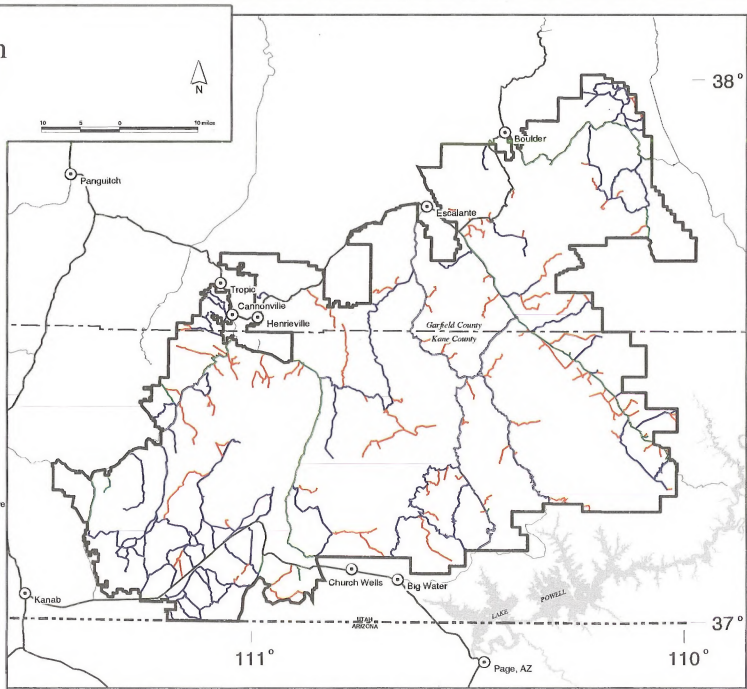 n
N
10 5 0 10 miles
38°
Boulder
Panguitch
Escalante
Tropic
Cannonville
Henrieville
Garfield County
Kane County
re
Church Wells
Big Water
Kanab
LAKE POWELL
UTAH
ARIZONA
37°
111°
110°
Page, AZ